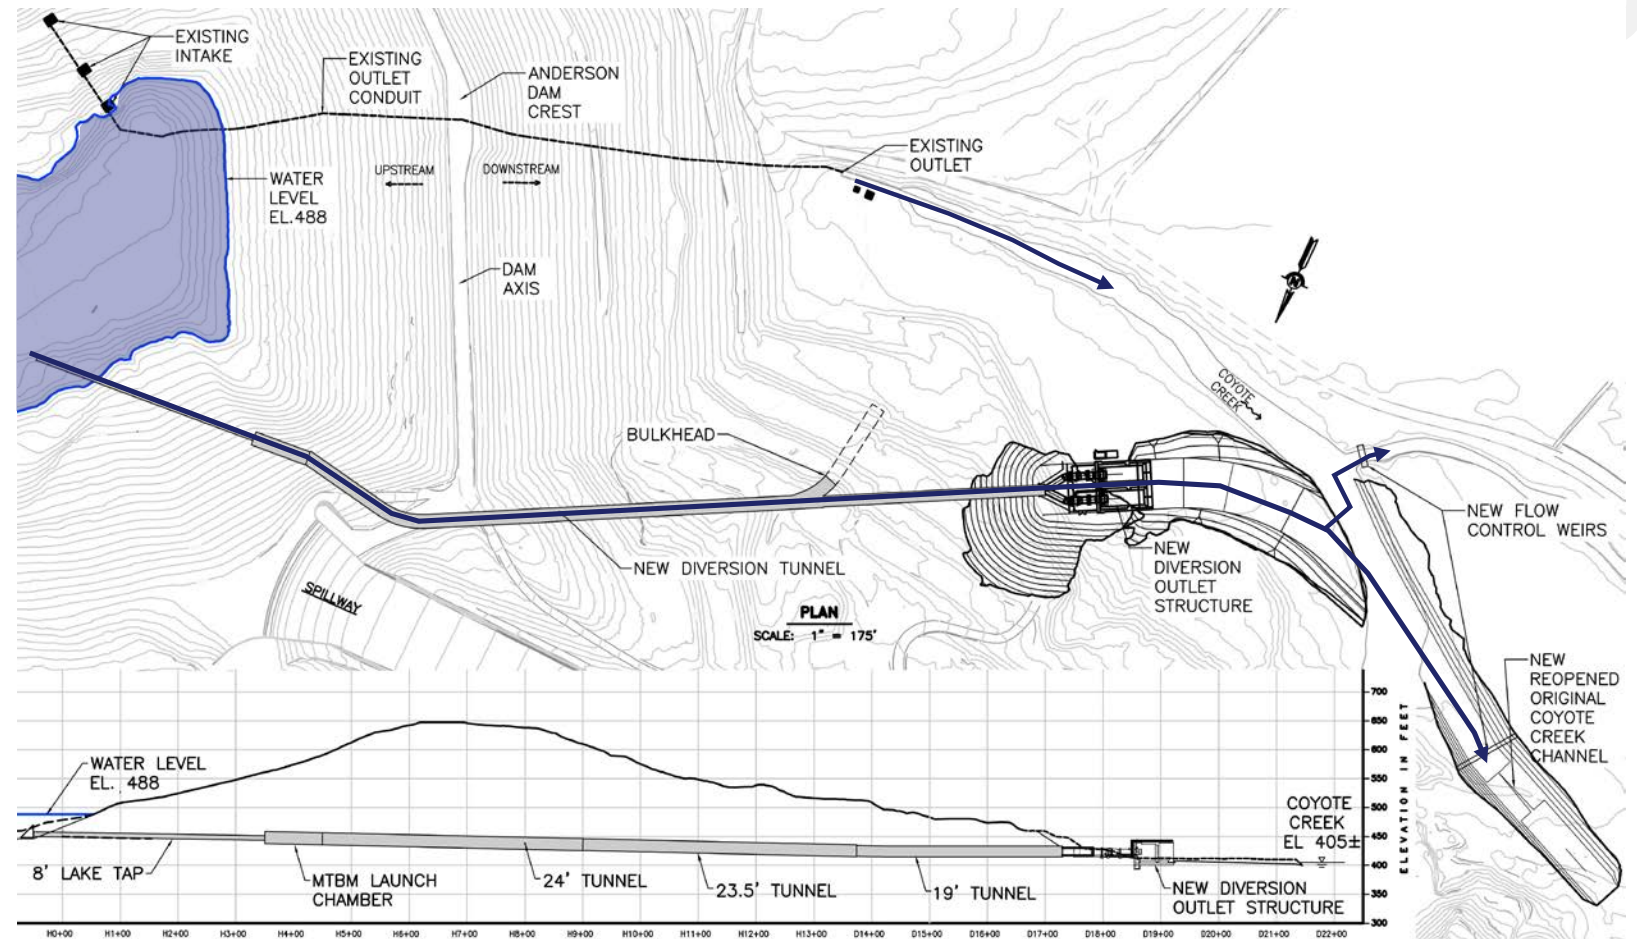 EXISTING
INTAKE
EXISTING
OUTLET
CONDUIT
ANDERSON
DAM
CREST
EXISTING
OUTLET
UPSTREAM
DOWNSTREAM
WATER
LEVEL
EL.488
DAM
AXIS
N
COYOTE
CREEK
BULKHEAD
NEW FLOW
CONTROL WEIRS
NEW DIVERSION TUNNEL
NEW
DIVERSION
OUTLET
STRUCTURE
SPILLWAY
PLAN
SCALE: 1" = 175'
NEW
REOPENED
ORIGINAL
COYOTE
CREEK
CHANNEL
700
650
600
550
500
450
400
350
300
ELEVATION IN FEET
WATER LEVEL
EL. 488
COYOTE
CREEK
EL 405±
8' LAKE TAP
MTBM LAUNCH
CHAMBER
24' TUNNEL
23.5' TUNNEL
19' TUNNEL
NEW DIVERSION
OUTLET STRUCTURE
H0+00 H1+00 H2+00 H3+00 H4+00 H5+00 H6+00 H7+00 H8+00 H9+00 H10+00 H11+00 H12+00 H13+00 D14+00 D15+00 D16+00 D17+00 D18+00 D19+00 D20+00 D21+00 D22+00